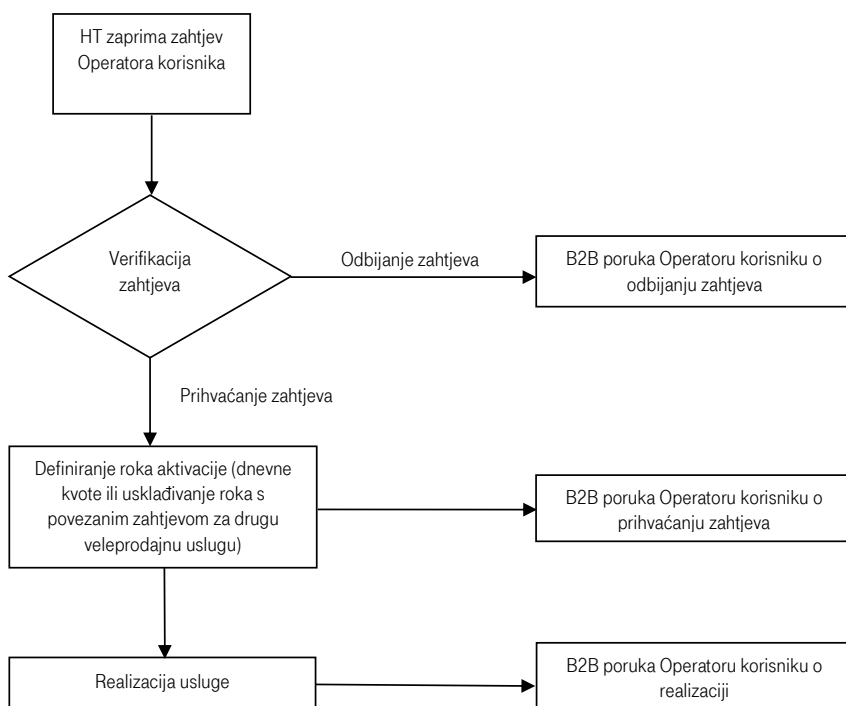 HT zaprima zahtjev
Operatora korisnika
Verifikacija
zahtjeva
Odbijanje zahtjeva
B2B poruka Operatoru korisniku o
odbijanju zahtjeva
Prihvaćanje zahtjeva
Definiranje roka aktivacije (dnevne
kvote ili usklađivanje roka s
povezanim zahtjevom za drugu
veleprodajnu uslugu)
B2B poruka Operatoru korisniku o
prihvaćanju zahtjeva
Realizacija usluge
B2B poruka Operatoru korisniku o
realizaciji